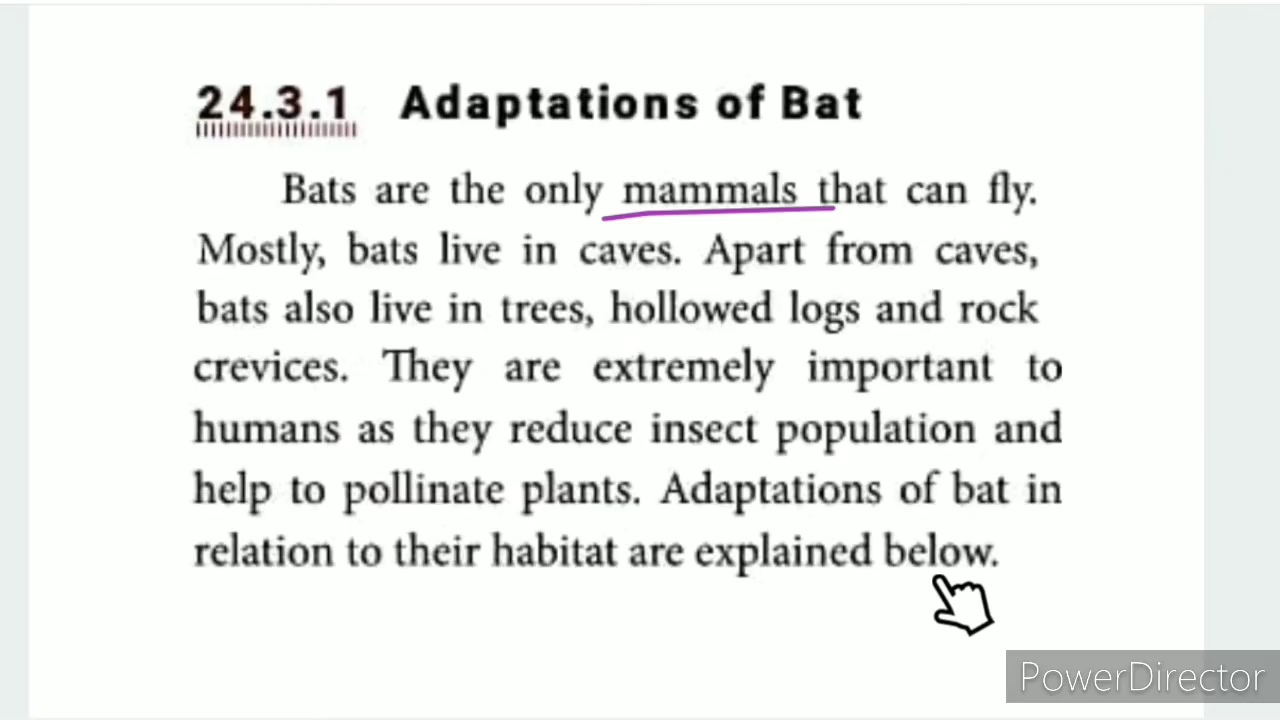 24.3.1 Adaptations of Bat
Bats are the only mammals that can fly.
Mostly, bats live in caves. Apart from caves,
bats also live in trees, hollowed logs and rock
crevices. They are extremely important to
humans as they reduce insect population and
help to pollinate plants. Adaptations of bat in
relation to their habitat are explained below.
PowerDirector